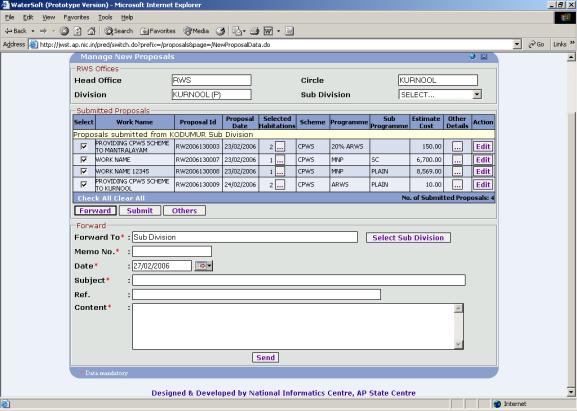 WaterSoft (Prototype Version) - Microsoft Internet Explorer
File Edit View Favorites Tools Help
Back Search Favorites Media
Address http://jwst.ap.nic.in/pred/switch.do?prefix=/proposals&page=/NewProposalData.do Go Links »
Manage New Proposals
RWS Offices
Head Office RWS Circle KURNOOL
Division KURNOOL (P) Sub Division SELECT...
Submitted Proposals
Select Work Name Proposal Id Proposal Date Selected Habitations Scheme Programme Sub Programme Estimate Cost Other Details Action
Proposals submitted from KODUMUR Sub Division
PROVIDING CPWS SCHEME TO MANTRALAYAM RW2006130003 23/02/2006 2 ... CPWS 20% ARWS 150.00 ... Edit
WORK NAME RW2006130007 23/02/2006 1 ... CPWS MNP SC 6,700.00 ... Edit
WORK NAME 12345 RW2006130008 23/02/2006 1 ... CPWS MNP PLAIN 8,569.00 ... Edit
PROVIDING CPWS SCHEME TO KURNOOL RW2006130009 24/02/2006 2 ... CPWS ARWS PLAIN 10.00 ... Edit
Check All Clear All No. of Submitted Proposals: 4
Forward Submit Others
Forward
Forward To* : Sub Division Select Sub Division
Memo No.* :
Date* : 27/02/2006
Subject* :
Ref. :
Content* :
Send
* Data mandatory
Designed & Developed by National Informatics Centre, AP State Centre
Internet